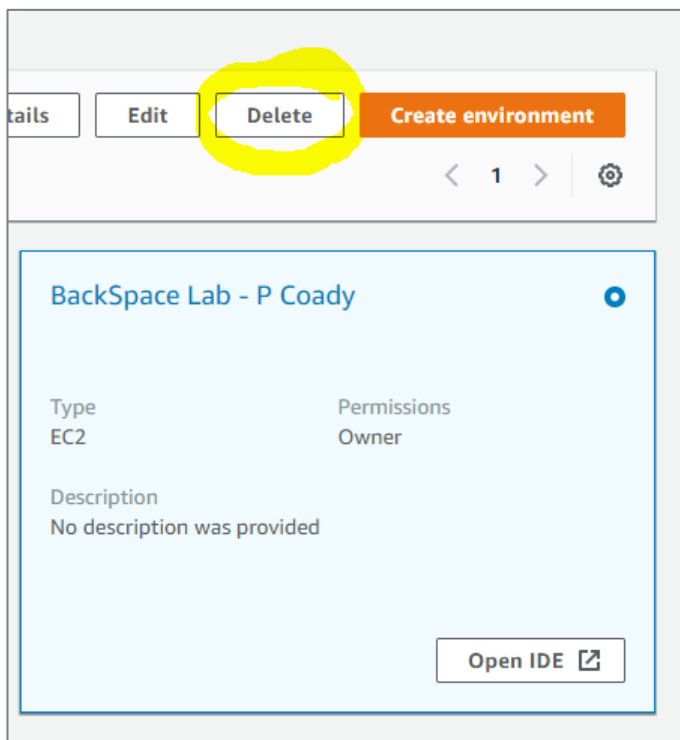 tails Edit Delete Create environment
1
BackSpace Lab - P Coady
Type Permissions
EC2 Owner
Description
No description was provided
Open IDE